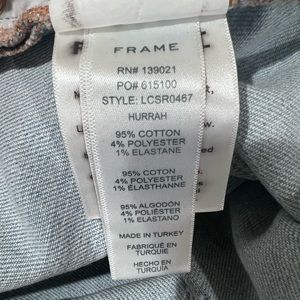 FRAME
RN# 139021
PO# 615100
STYLE: LCSR0467
HURRAH
95% COTTON
4% POLYESTER
1% ELASTANE
95% COTON
4% POLYESTER
1% ÉLASTHANNE
95% ALGODÓN
4% POLIÉSTER
1% ELASTANO
MADE IN TURKEY
FABRIQUÉ EN
TURQUIE
HECHO EN
TURQUÍA